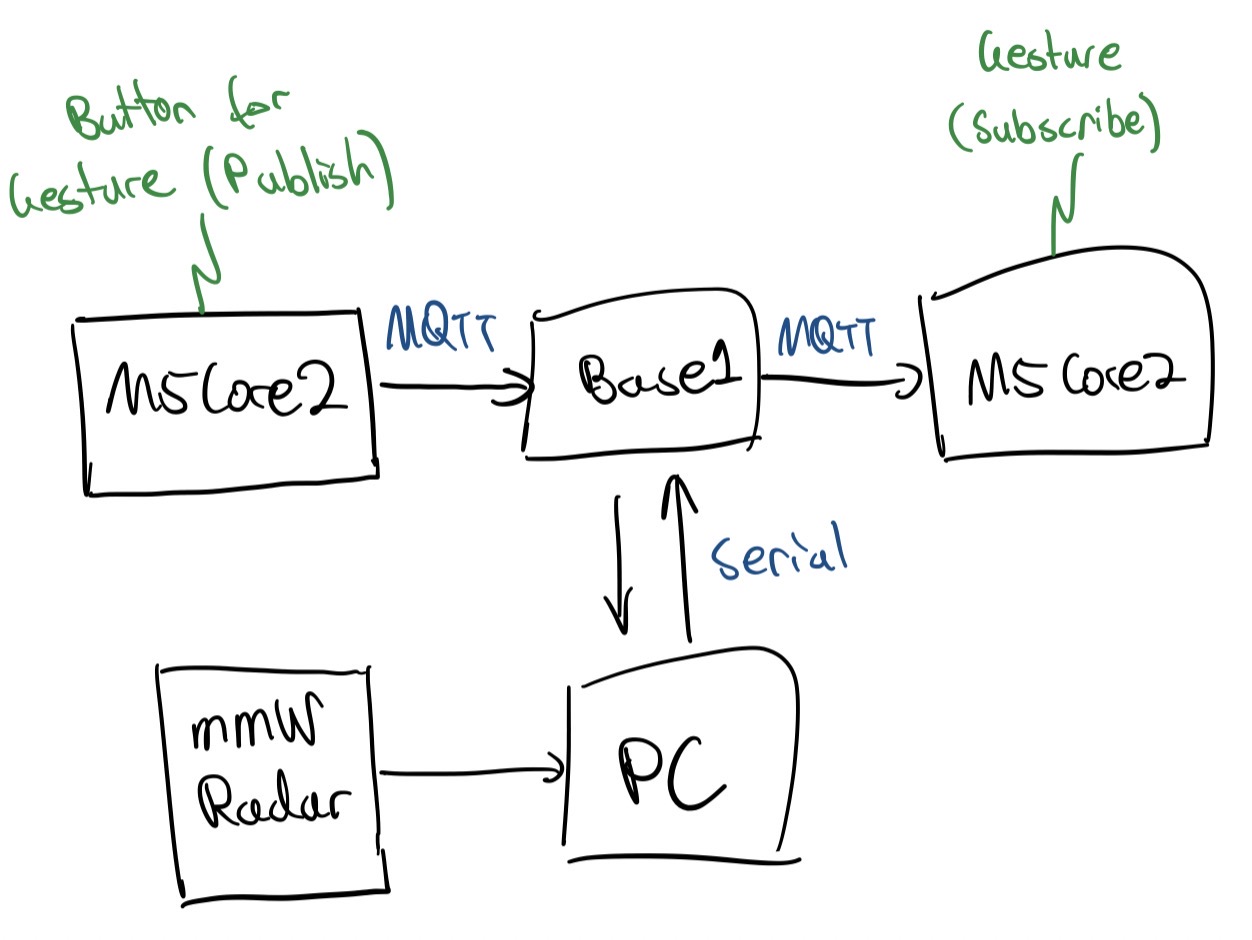 Button for
Gesture (Publish)
Gesture
(Subscribe)
M5Core2
MQTT
Base1
MQTT
M5Core2
Serial
mmW
Radar
PC